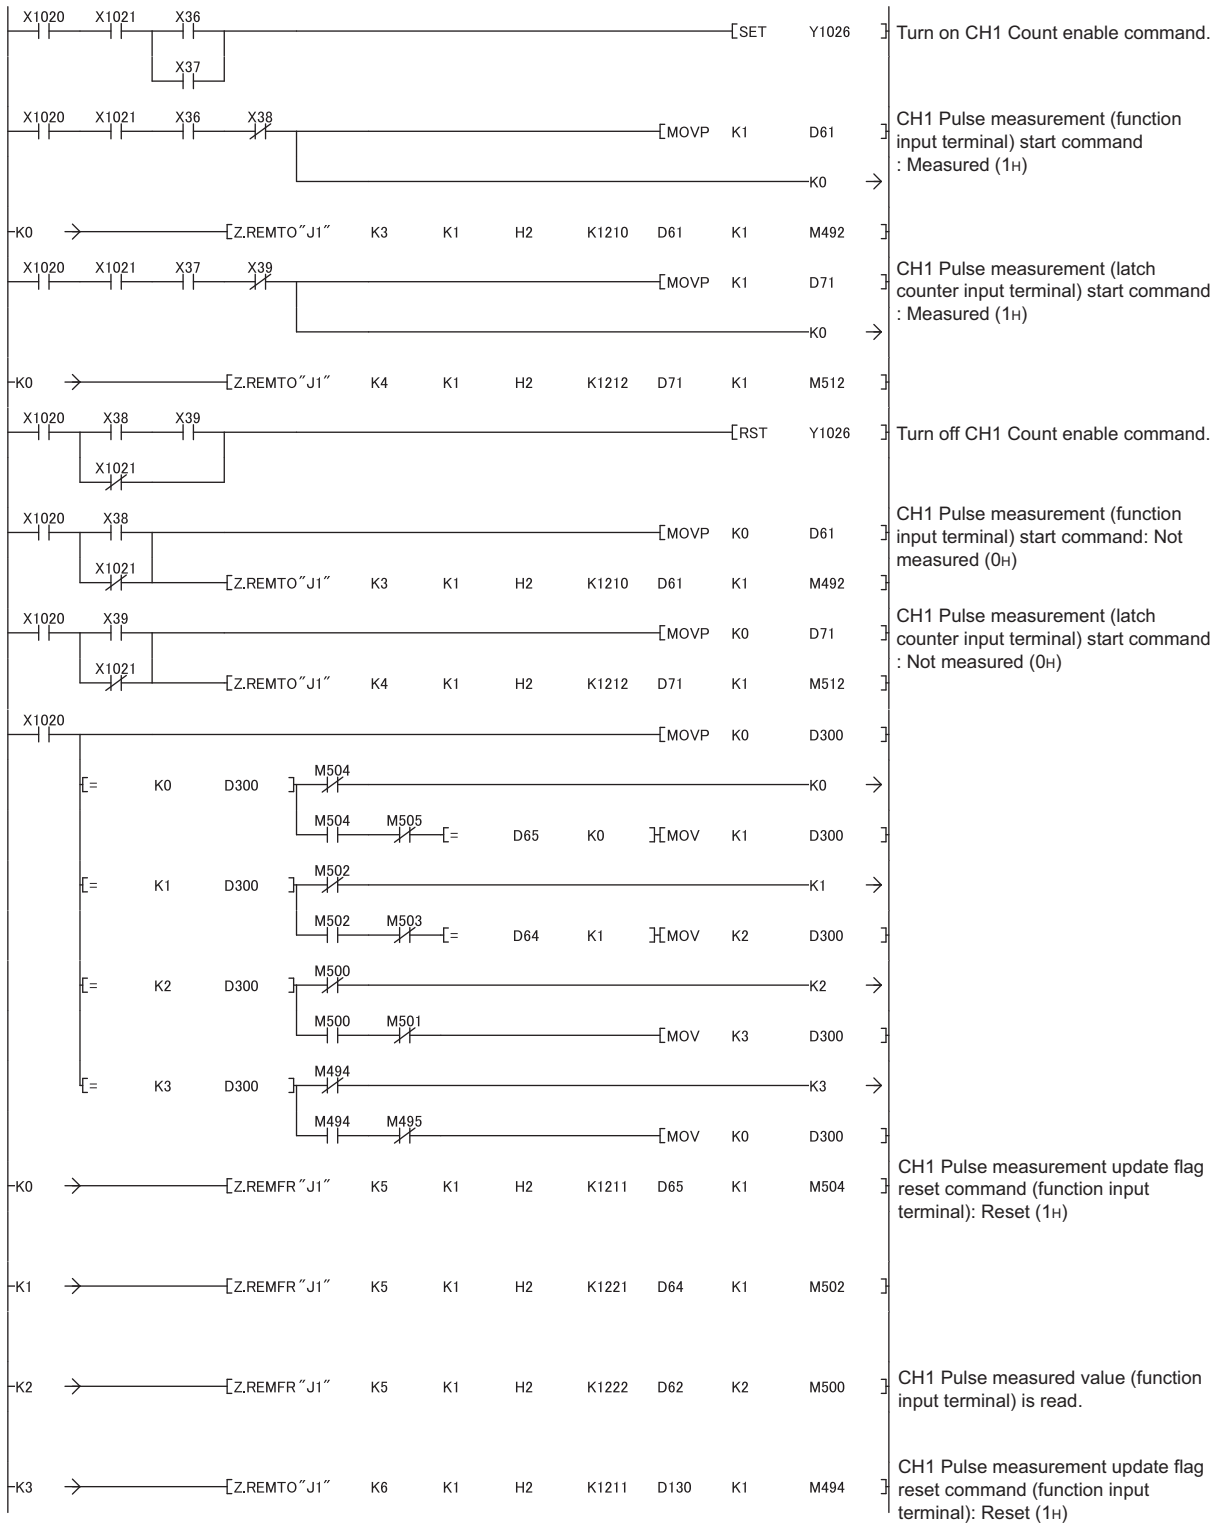 X1020 X1021 X36
SET Y1026 Turn on CH1 Count enable command.
X37
X1020 X1021 X36 X38
MOVP K1 D61
CH1 Pulse measurement (function
input terminal) start command
: Measured (1H)
K0
K0 Z.REMTO "J1" K3 K1 H2 K1210 D61 K1 M492
X1020 X1021 X37 X39
MOVP K1 D71
CH1 Pulse measurement (latch
counter input terminal) start command
: Measured (1H)
K0
K0 Z.REMTO "J1" K4 K1 H2 K1212 D71 K1 M512
X1020 X38 X39
RST Y1026 Turn off CH1 Count enable command.
X1021
X1020 X38
MOVP K0 D61
CH1 Pulse measurement (function
input terminal) start command: Not
measured (0H)
X1021
Z.REMTO "J1" K3 K1 H2 K1210 D61 K1 M492
X1020 X39
MOVP K0 D71
CH1 Pulse measurement (latch
counter input terminal) start command
: Not measured (0H)
X1021
Z.REMTO "J1" K4 K1 H2 K1212 D71 K1 M512
X1020
MOVP K0 D300
M504
= K0 D300 K0
M504 M505
= D65 K0 MOV K1 D300
M502
= K1 D300 K1
M502 M503
= D64 K1 MOV K2 D300
M500
= K2 D300 K2
M500 M501
MOV K3 D300
M494
= K3 D300 K3
M494 M495
MOV K0 D300
K0 Z.REMFR "J1" K5 K1 H2 K1211 D65 K1 M504
CH1 Pulse measurement update flag
reset command (function input
terminal): Reset (1H)
K1 Z.REMFR "J1" K5 K1 H2 K1221 D64 K1 M502
K2 Z.REMFR "J1" K5 K1 H2 K1222 D62 K2 M500
CH1 Pulse measured value (function
input terminal) is read.
K3 Z.REMTO "J1" K6 K1 H2 K1211 D130 K1 M494
CH1 Pulse measurement update flag
reset command (function input
terminal): Reset (1H)